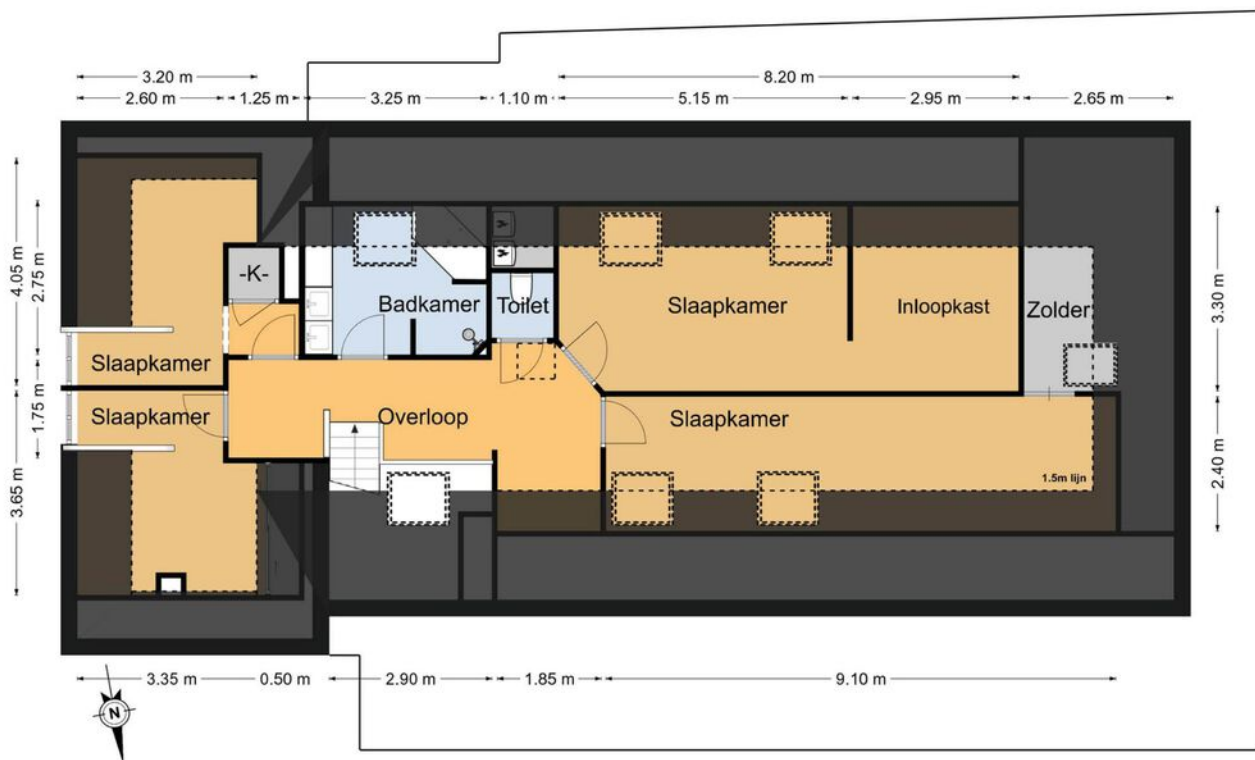 3.20 m
8.20 m
2.60 m
1.25 m
3.25 m
1.10 m
5.15 m
2.95 m
2.65 m
4.05 m
2.75 m
3.30 m
-K-
Badkamer
Toilet
Slaapkamer
Inloopkast
Zolder
Slaapkamer
1.75 m
Slaapkamer
Overloop
Slaapkamer
3.65 m
2.40 m
1.5m lijn
3.35 m
0.50 m
2.90 m
1.85 m
9.10 m
N